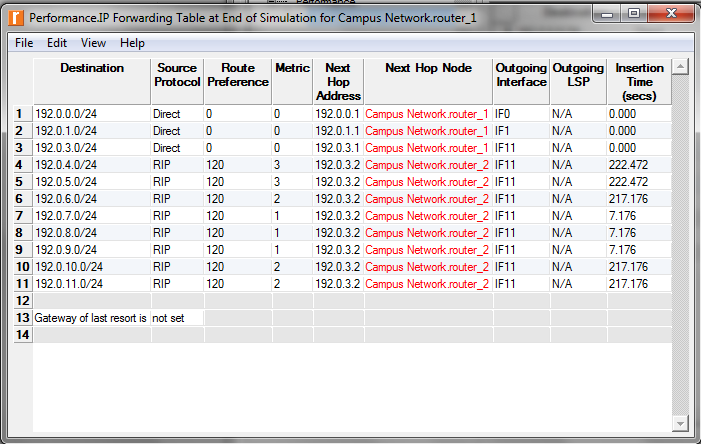 Performance.IP Forwarding Table at End of Simulation for Campus Network.router_1
File Edit View Help
Destination Source Protocol Route Preference Metric Next Hop Address Next Hop Node Outgoing Interface Outgoing LSP Insertion Time (secs)
1 192.0.0.0/24 Direct 0 0 192.0.0.1 Campus Network.router_1 IF0 N/A 0.000
2 192.0.1.0/24 Direct 0 0 192.0.1.1 Campus Network.router_1 IF1 N/A 0.000
3 192.0.3.0/24 Direct 0 0 192.0.3.1 Campus Network.router_1 IF11 N/A 0.000
4 192.0.4.0/24 RIP 120 3 192.0.3.2 Campus Network.router_2 IF11 N/A 222.472
5 192.0.5.0/24 RIP 120 3 192.0.3.2 Campus Network.router_2 IF11 N/A 222.472
6 192.0.6.0/24 RIP 120 2 192.0.3.2 Campus Network.router_2 IF11 N/A 217.176
7 192.0.7.0/24 RIP 120 1 192.0.3.2 Campus Network.router_2 IF11 N/A 7.176
8 192.0.8.0/24 RIP 120 1 192.0.3.2 Campus Network.router_2 IF11 N/A 7.176
9 192.0.9.0/24 RIP 120 1 192.0.3.2 Campus Network.router_2 IF11 N/A 7.176
10 192.0.10.0/24 RIP 120 2 192.0.3.2 Campus Network.router_2 IF11 N/A 217.176
11 192.0.11.0/24 RIP 120 2 192.0.3.2 Campus Network.router_2 IF11 N/A 217.176
12
13 Gateway of last resort is not set
14